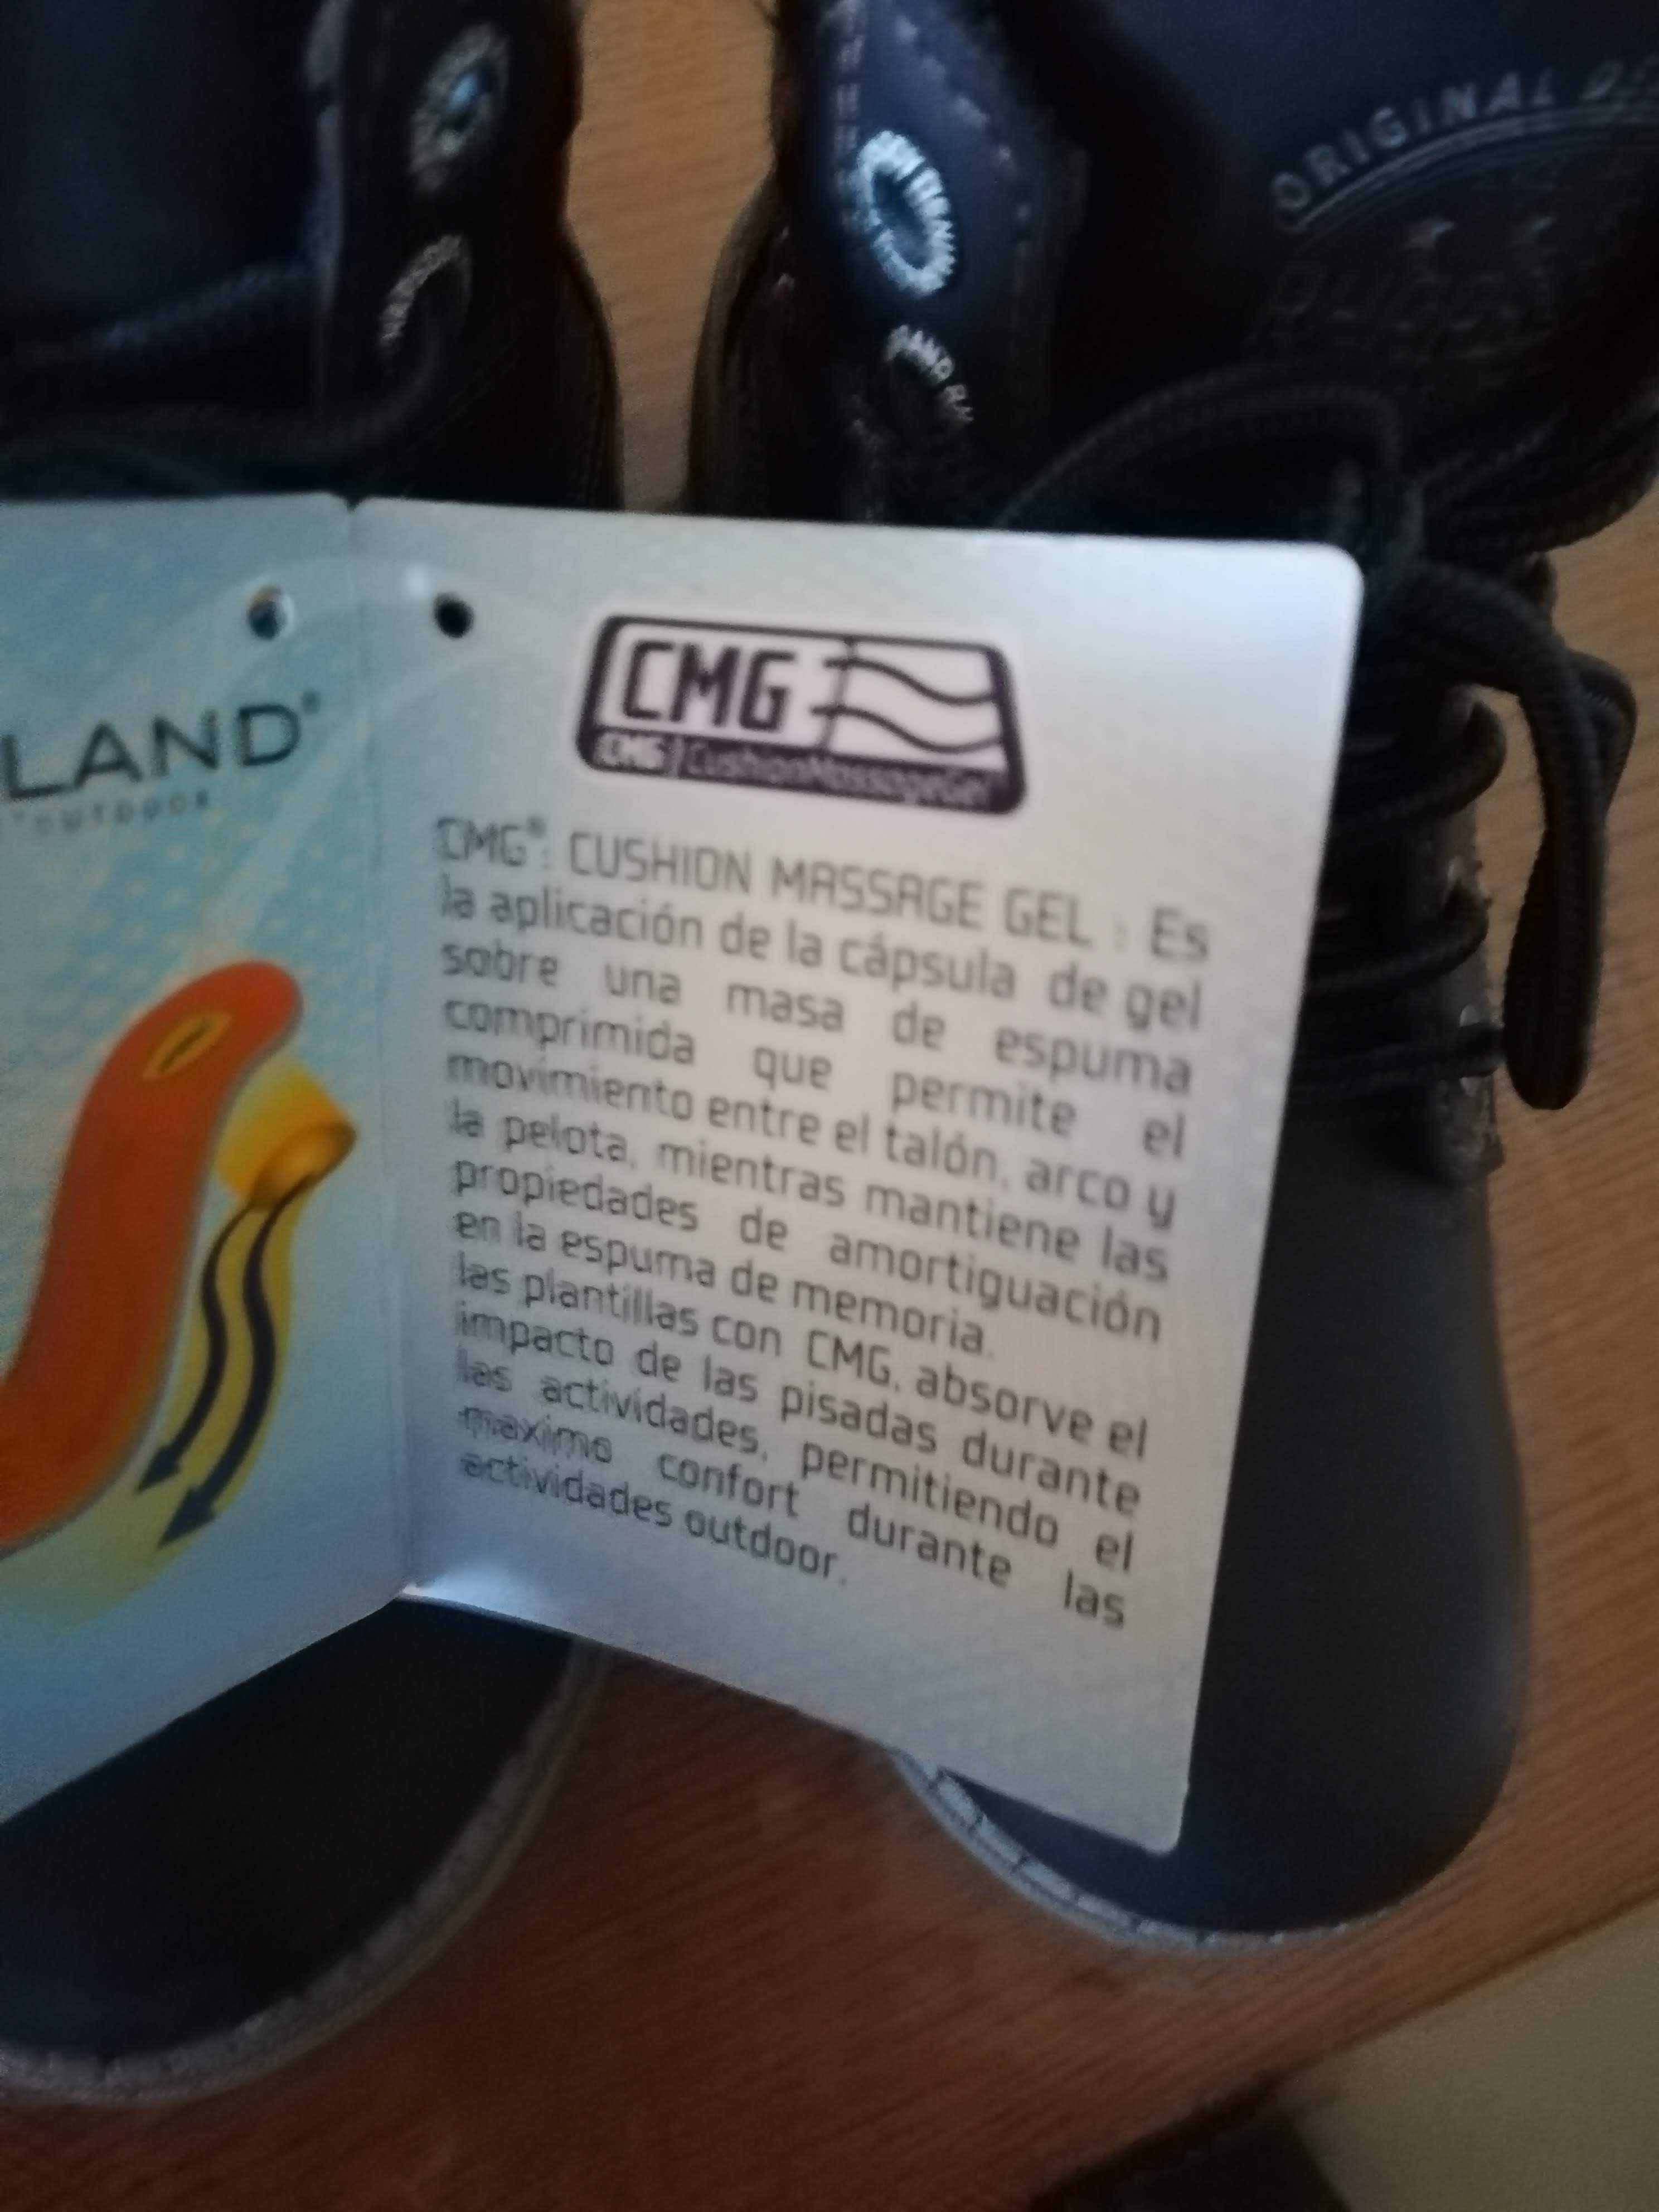 ORIGINAL
LAND®
OUTDOOR
CMG
CMG CushionMassageGel
CMG®: CUSHION MASSAGE GEL : Es
la aplicación de la cápsula de gel
sobre una masa de espuma
comprimida que permite el
movimiento entre el talón, arco y
la pelota, mientras mantiene las
propiedades de amortiguación
en la espuma de memoria.
las plantillas con CMG, absorve el
impacto de las pisadas durante
las actividades, permitiendo el
maximo confort durante las
actividades outdoor.